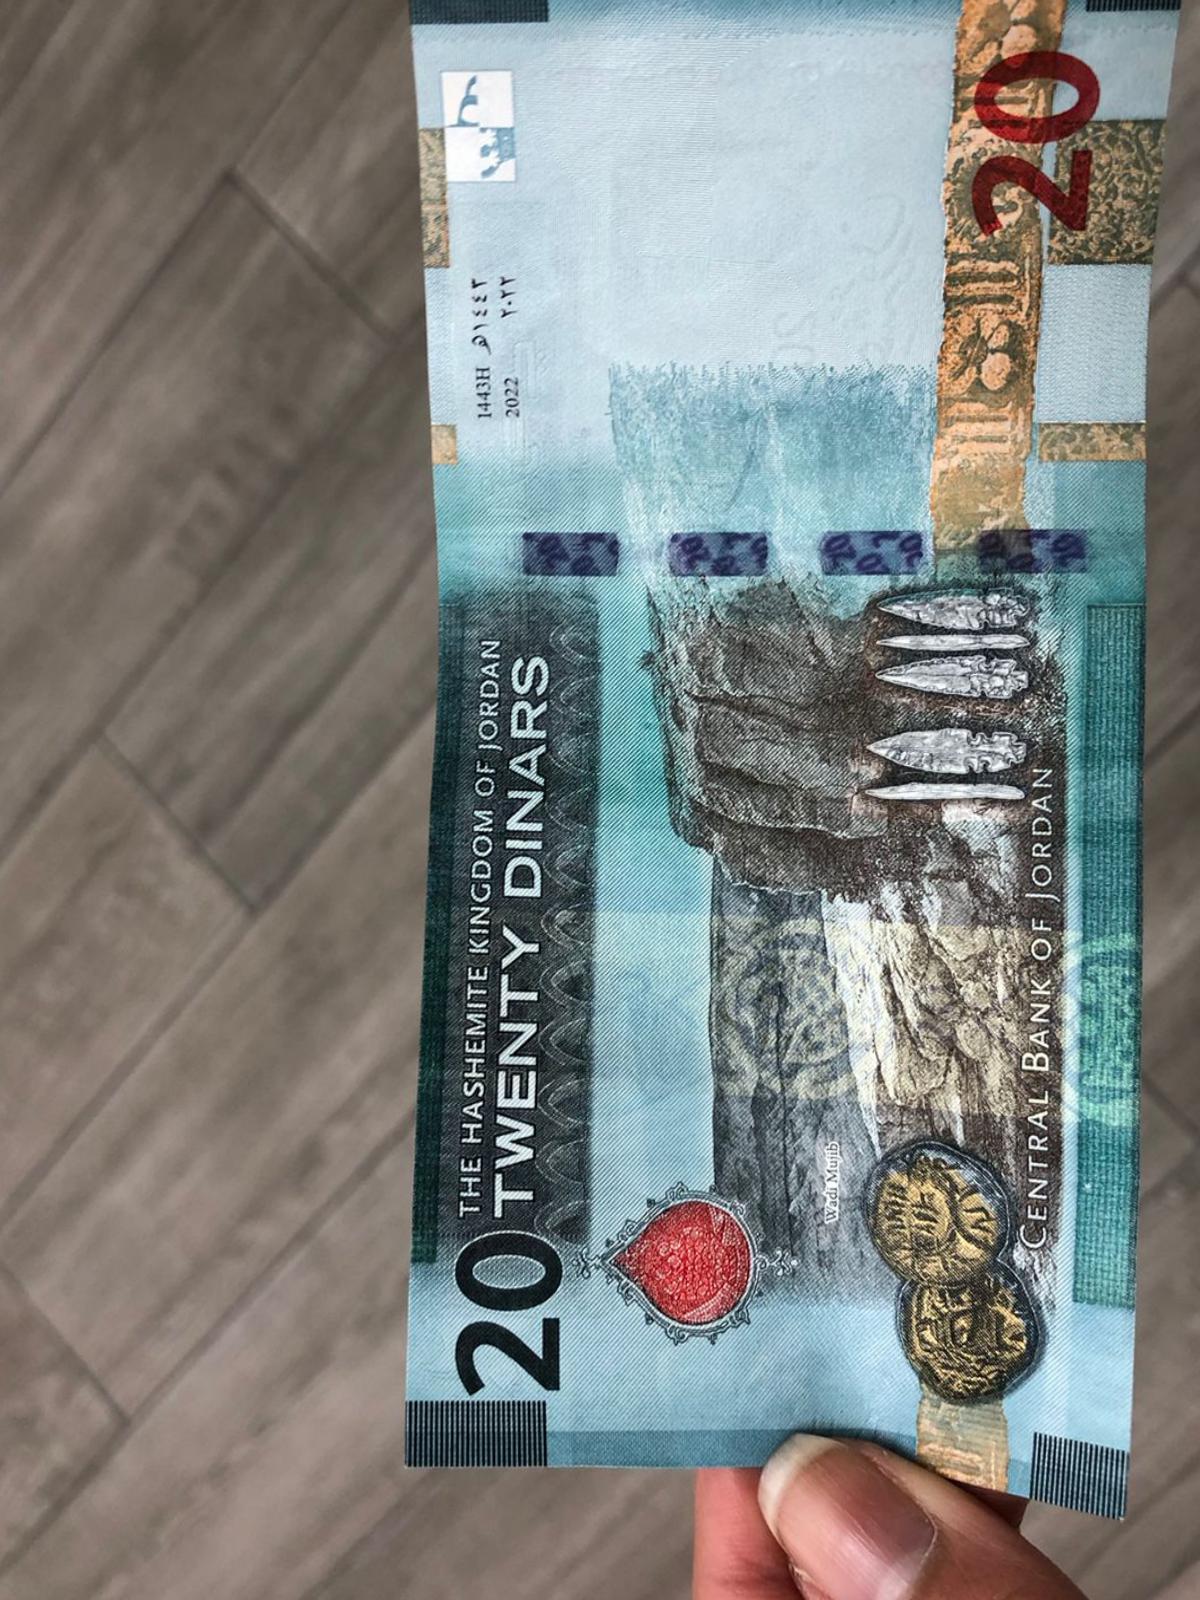 20
THE HASHEMITE KINGDOM OF JORDAN
TWENTY DINARS
1443H ١٤٤٣هـ
2022 ٢٠٢٢
Wadi Mujib
CENTRAL BANK OF JORDAN
20